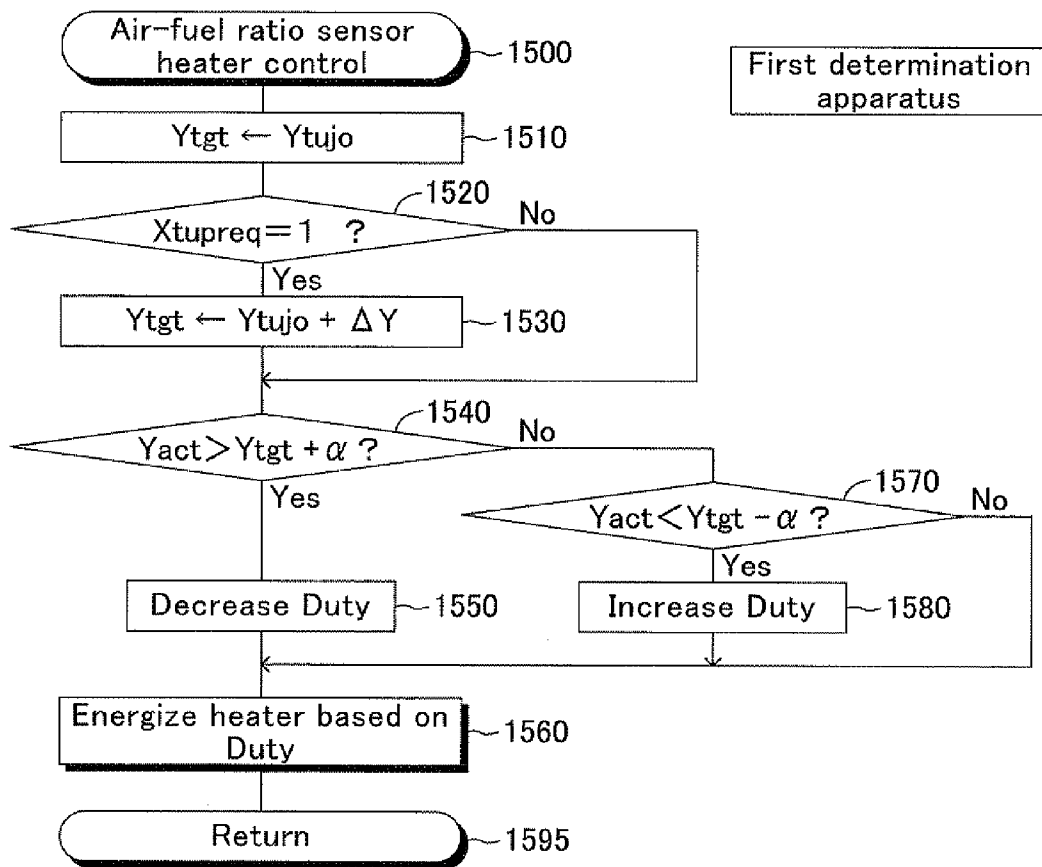 Air-fuel ratio sensor
heater control
1500
First determination
apparatus
Ytgt ← Ytujo
1510
1520
Xtupreq=1 ?
No
Yes
Ytgt ← Ytujo + ΔY
1530
1540
Yact>Ytgt+α?
No
Yes
1570
Yact<Ytgt-α?
No
Yes
Decrease Duty
1550
Increase Duty
1580
Energize heater based on
Duty
1560
Return
1595